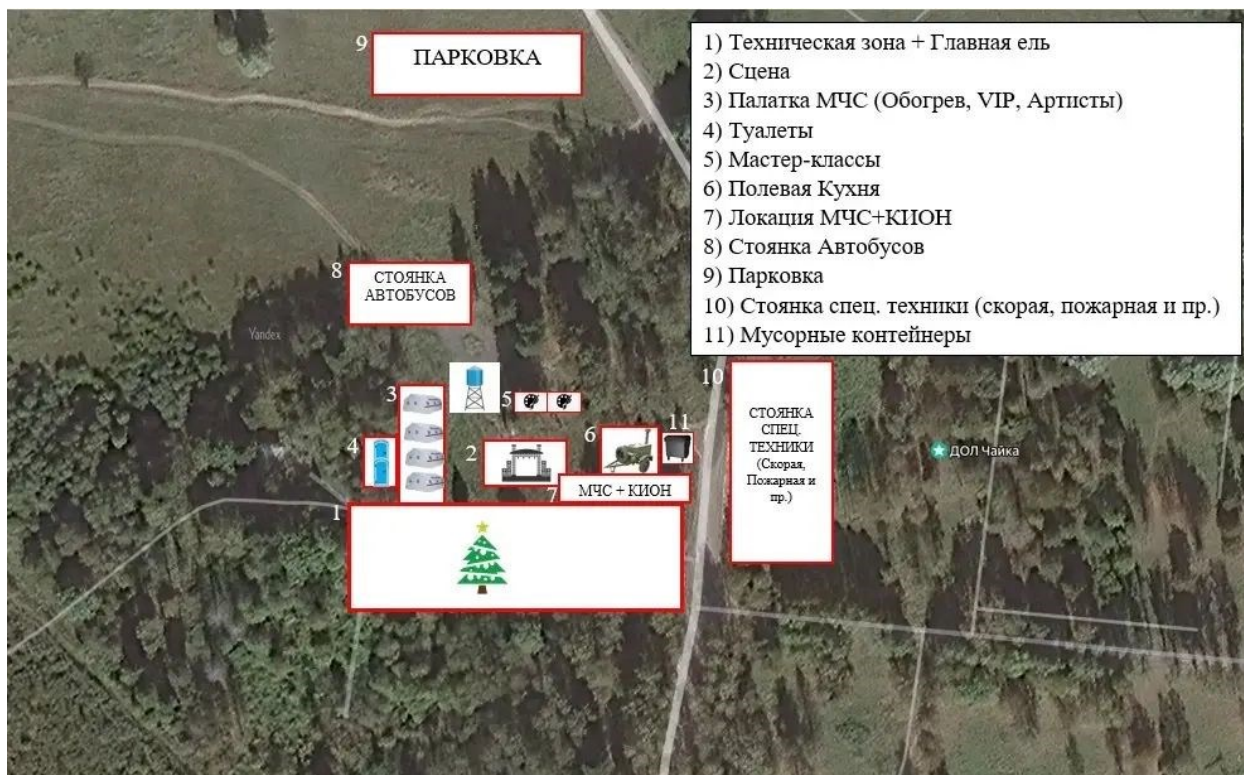 9
ПАРКОВКА
1) Техническая зона + Главная ель
2) Сцена
3) Палатка МЧС (Обогрев, VIP, Артисты)
4) Туалеты
5) Мастер-классы
6) Полевая Кухня
7) Локация МЧС+КИОН
8) Стоянка Автобусов
9) Парковка
10) Стоянка спец. техники (скорая, пожарная и пр.)
11) Мусорные контейнеры
8
СТОЯНКА
АВТОБУСОВ
Yandex
3
5
10
4
2
6
11
СТОЯНКА
СПЕЦ.
ТЕХНИКИ
(Скорая,
Пожарная и
пр.)
ДОЛ Чайка
7
МЧС + КИОН
1